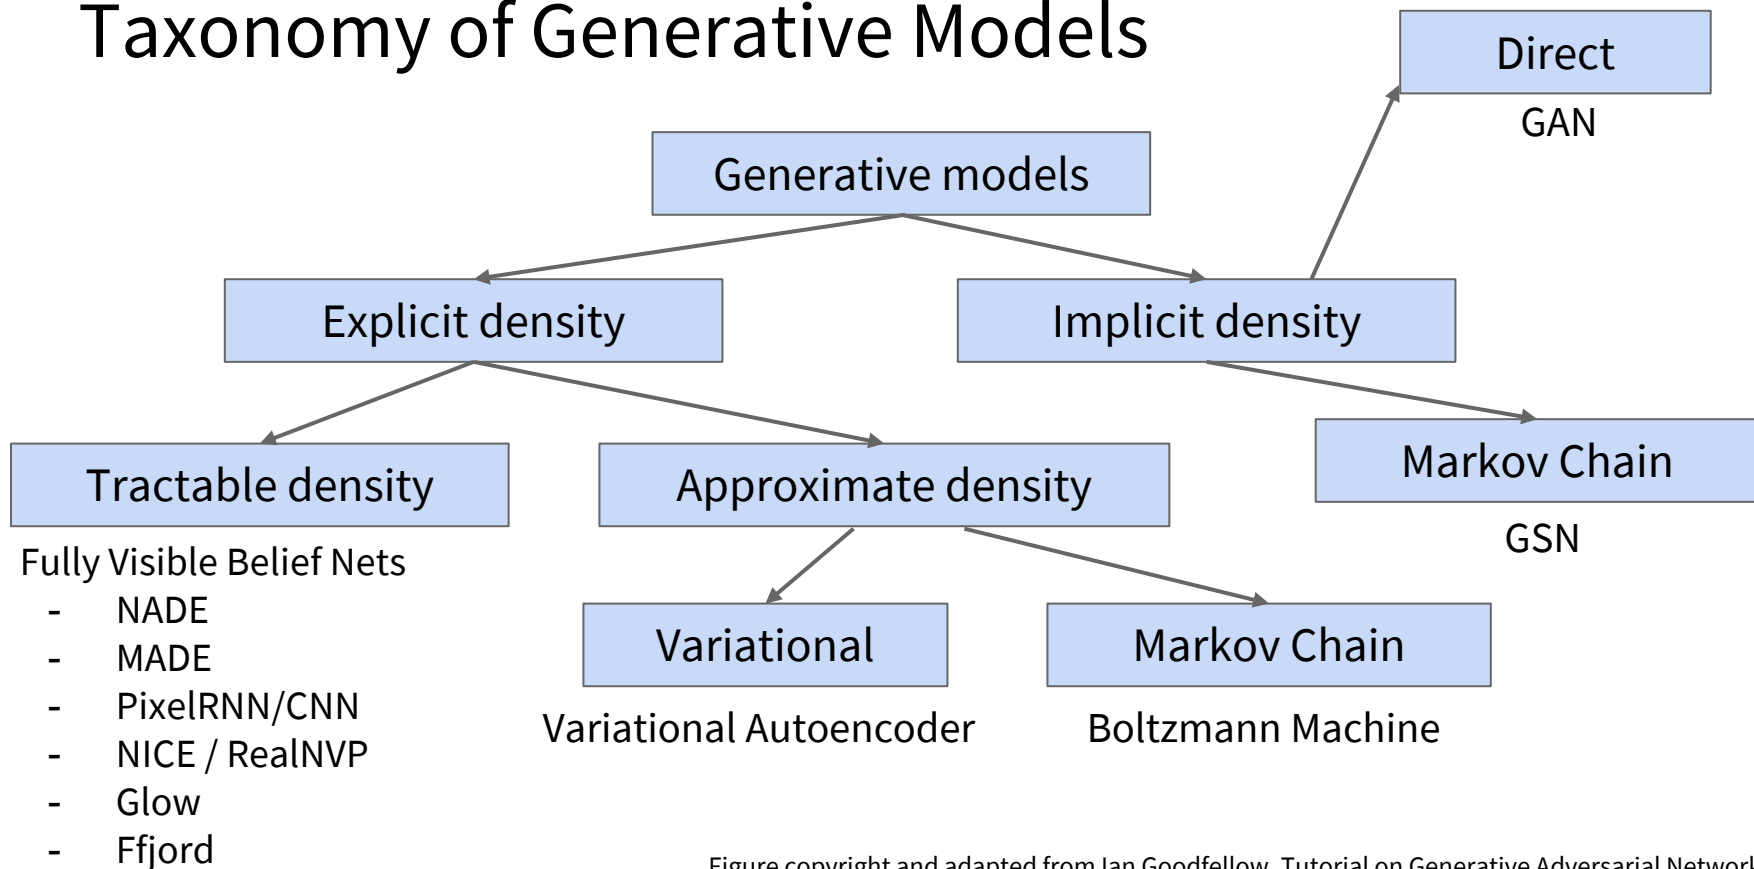 Taxonomy of Generative Models
Direct
GAN
Generative models
Explicit density
Implicit density
Tractable density
Approximate density
Markov Chain
GSN
Fully Visible Belief Nets
- NADE
- MADE
- PixelRNN/CNN
- NICE / RealNVP
- Glow
- Ffjord
Variational
Markov Chain
Variational Autoencoder
Boltzmann Machine
Figure copyright and adapted from Ian Goodfellow, Tutorial on Generative Adversarial Network